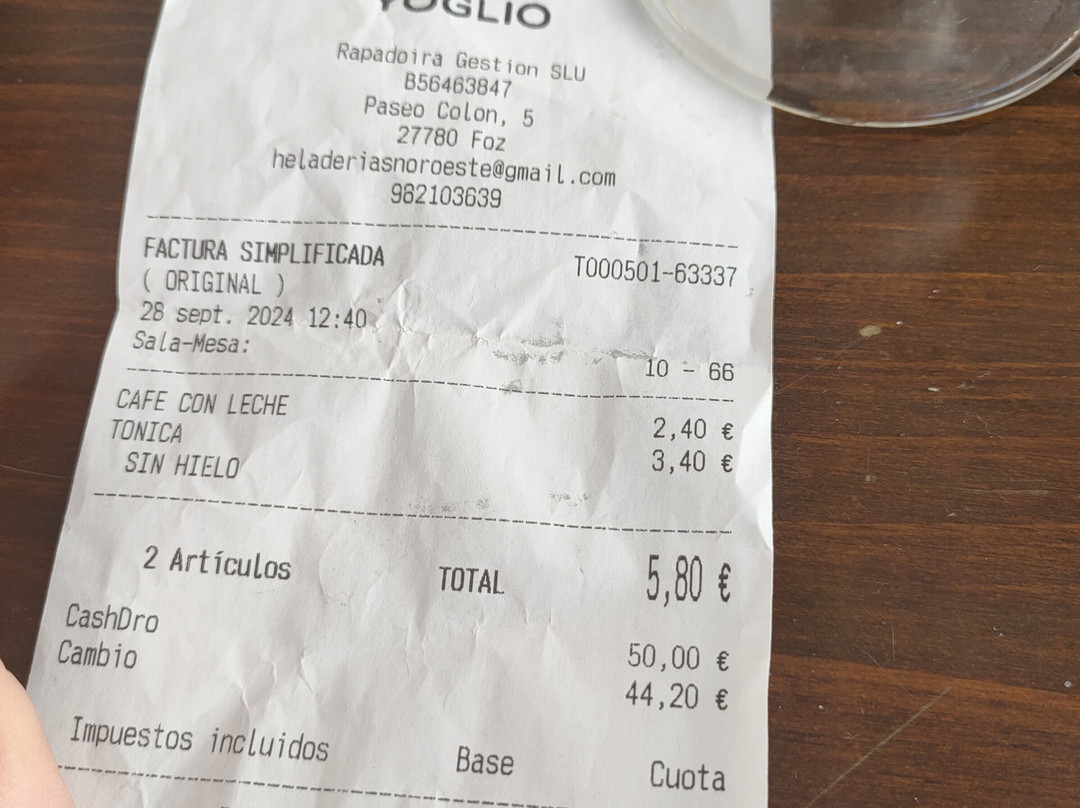 YOGLIO
Rapadoira Gestion SLU
B56463847
Paseo Colon, 5
27780 Foz
heladeriasnoroeste@gmail.com
982103639
FACTURA SIMPLIFICADA T000501-63337
( ORIGINAL )
28 sept. 2024 12:40
Sala-Mesa: 10 - 66
CAFE CON LECHE 2,40 €
TONICA 3,40 €
SIN HIELO
2 Artículos TOTAL 5,80 €
CashDro 50,00 €
Cambio 44,20 €
Impuestos incluidos Base Cuota